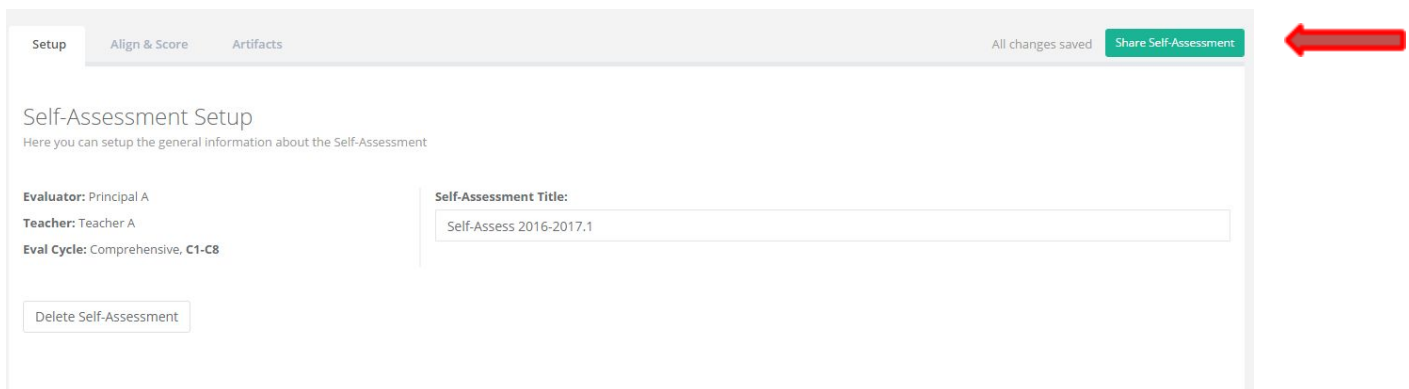 Setup Align & Score Artifacts All changes saved Share Self-Assessment
Self-Assessment Setup
Here you can setup the general information about the Self-Assessment
Evaluator: Principal A
Teacher: Teacher A
Eval Cycle: Comprehensive, C1-C8
Self-Assessment Title:
Self-Assess 2016-2017.1
Delete Self-Assessment